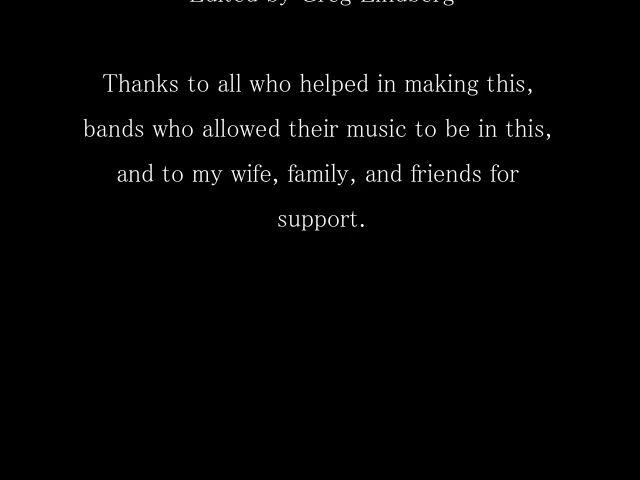 Edited by Greg Lindberg
Thanks to all who helped in making this,
bands who allowed their music to be in this,
and to my wife, family, and friends for
support.